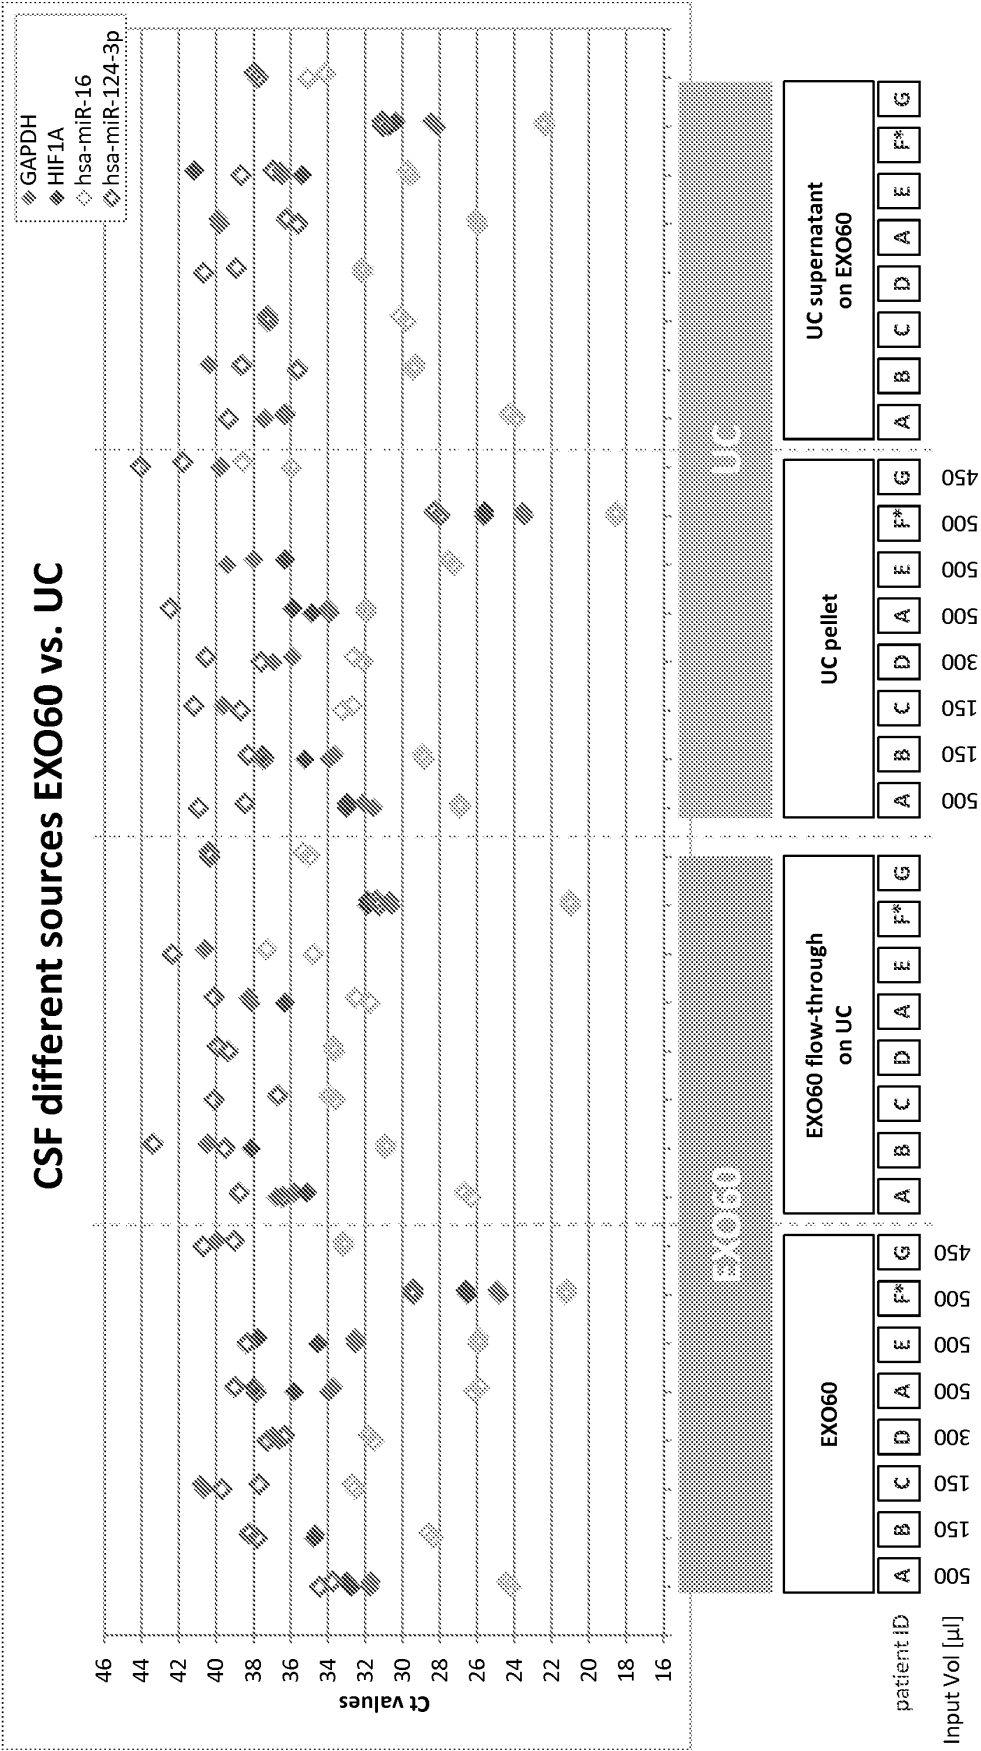 CSF different sources EXO60 vs. UC
GAPDH
HIF1A
hsa-miR-16
hsa-miR-124-3p
Ct values
46
44
42
40
38
36
34
32
30
28
26
24
22
20
18
16
EXO60
UC
EXO60
EXO60 flow-through
on UC
UC pellet
UC supernatant
on EXO60
patient ID
A B C D A E F* G
A B C D A E F* G
A B C D A E F* G
A B C D A E F* G
Input Vol [µl]
500 150 150 300 500 500 500 450
500 150 150 300 500 500 500 450